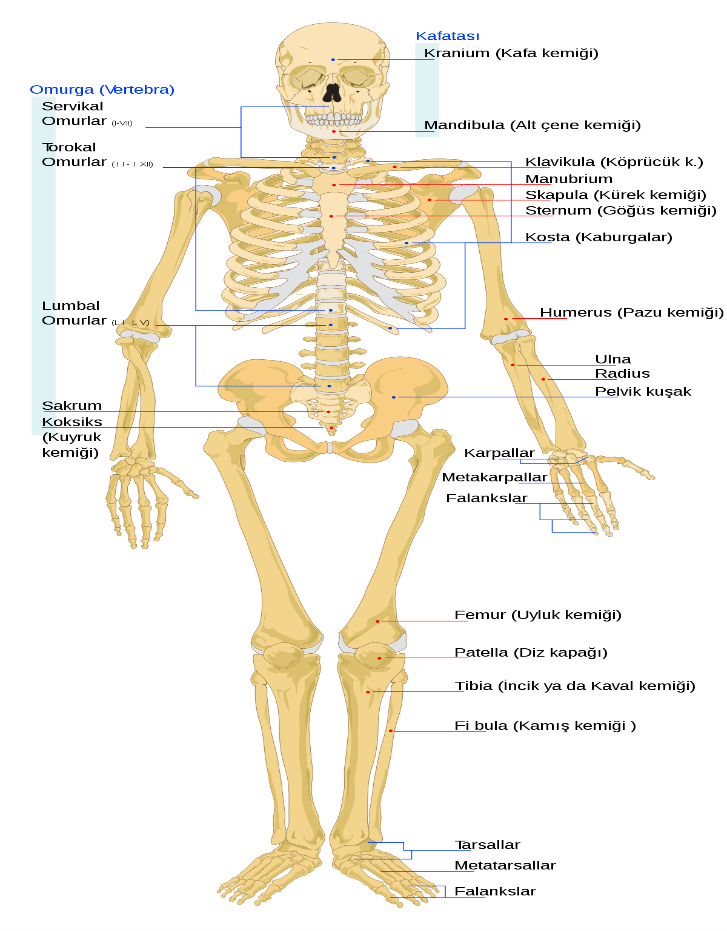 Kafatası
Kranium (Kafa kemiği)
Mandibula (Alt çene kemiği)
Omurga (Vertebra)
Servikal
Omurlar (I-VII)
Torokal
Omurlar (T I - T XII)
Lumbal
Omurlar (L I - L V)
Sakrum
Koksiks
(Kuyruk
kemiği)
Klavikula (Köprücük k.)
Manubrium
Skapula (Kürek kemiği)
Sternum (Göğüs kemiği)
Kosta (Kaburgalar)
Humerus (Pazu kemiği)
Ulna
Radius
Pelvik kuşak
Karpallar
Metakarpallar
Falankslar
Femur (Uyluk kemiği)
Patella (Diz kapağı)
Tibia (İncik ya da Kaval kemiği)
Fi bula (Kamış kemiği )
Tarsallar
Metatarsallar
Falankslar